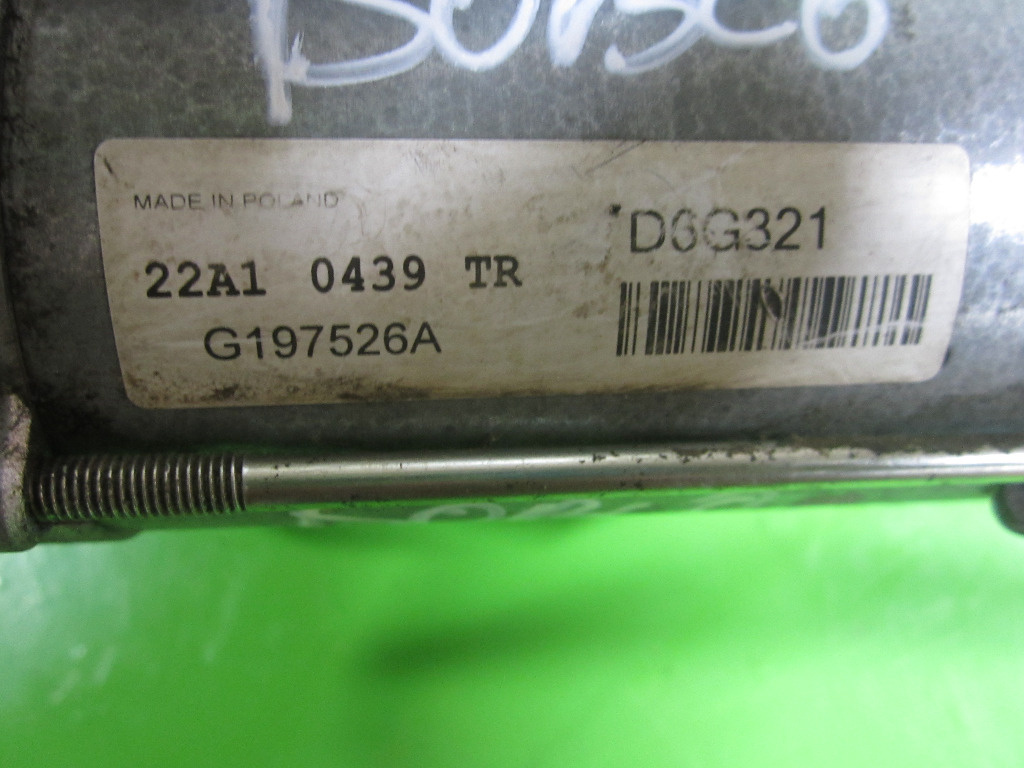 MADE IN POLAND
D6G321
22A1 0439 TR
G197526A